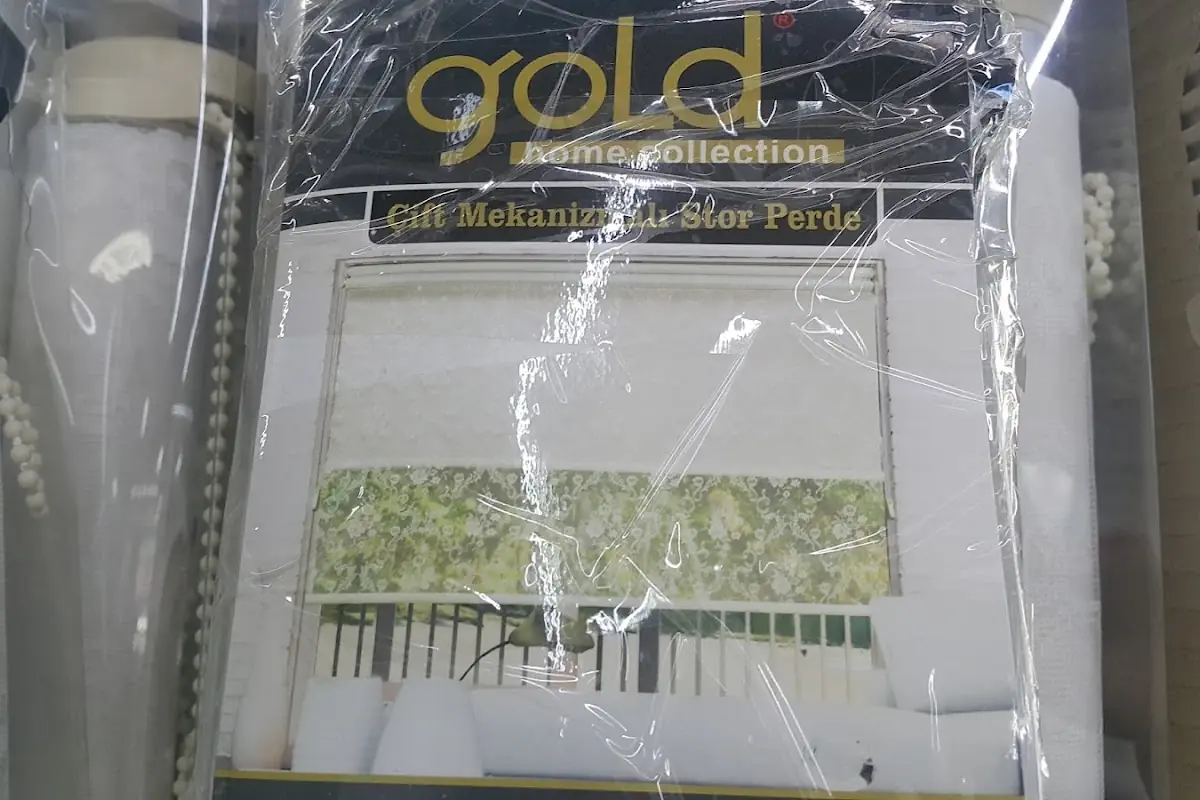 gold ®
home collection
Çift Mekanizmalı Stor Perde